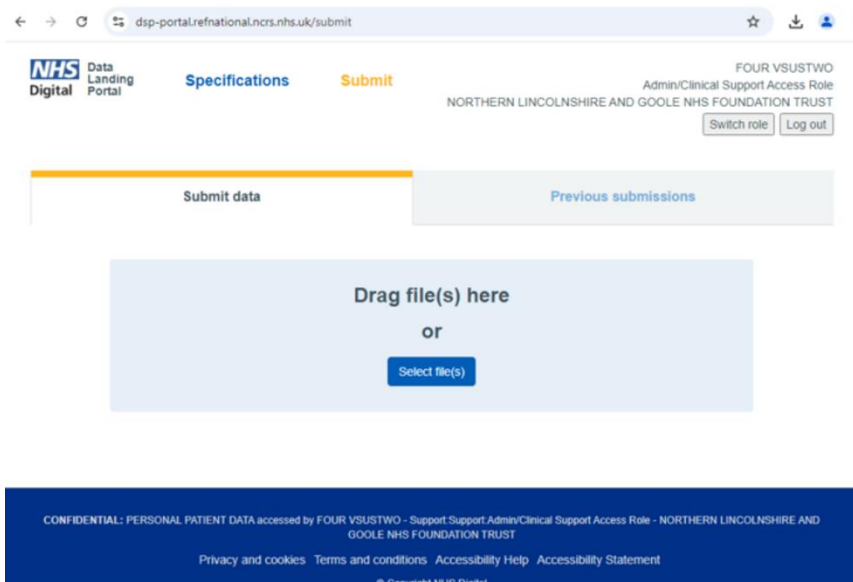 dsp-portal.refnational.ncrs.nhs.uk/submit
NHS
Digital
Data
Landing
Portal
Specifications
Submit
FOUR VSUSTWO
Admin/Clinical Support Access Role
NORTHERN LINCOLNSHIRE AND GOOLE NHS FOUNDATION TRUST
Switch role
Log out
Submit data
Previous submissions
Drag file(s) here
or
Select file(s)
CONFIDENTIAL: PERSONAL PATIENT DATA accessed by FOUR VSUSTWO - Support:Support:Admin/Clinical Support Access Role - NORTHERN LINCOLNSHIRE AND
GOOLE NHS FOUNDATION TRUST
Privacy and cookies Terms and conditions Accessibility Help Accessibility Statement
© Copyright NHS Digital